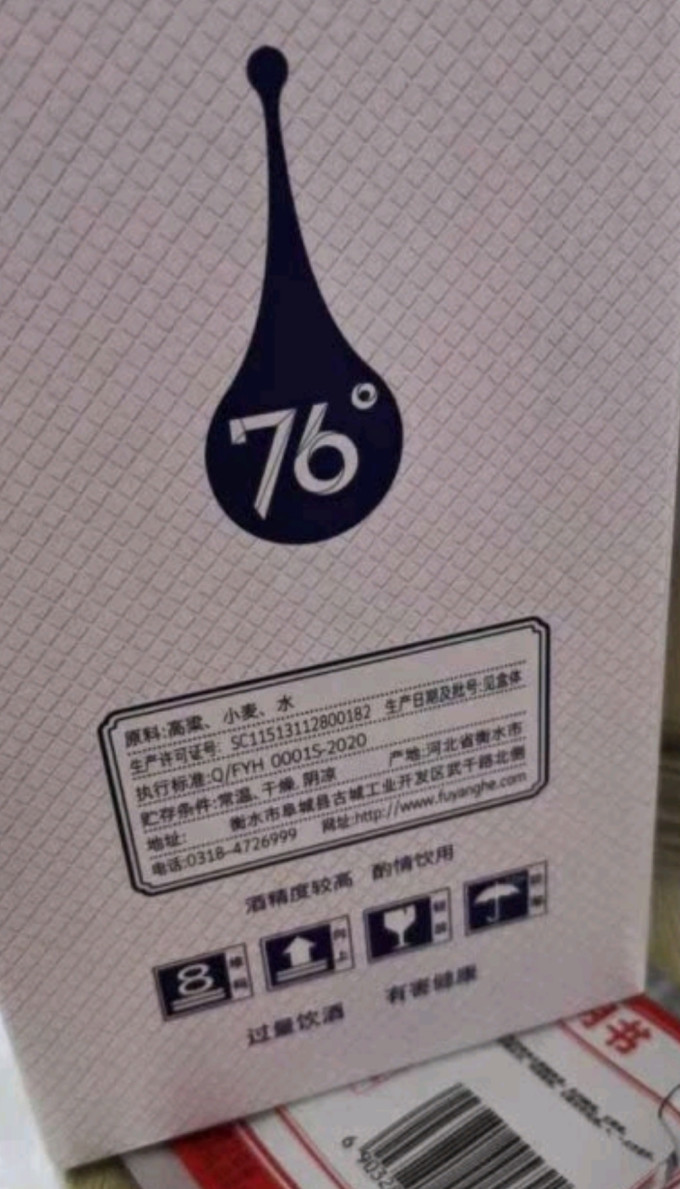 76°
原料:高粱、小麦、水
生产许可证号: SC11513112800182 生产日期及批号:见盒体
执行标准:Q/FYH 0001S-2020
贮存条件:常温、干燥、阴凉 产地:河北省衡水市
地址: 衡水市阜城县古城工业开发区武千路北侧
电话:0318-4726999 网址:http://www.fuyanghe.com
酒精度较高 酌情饮用
8
向上
过量饮酒 有害健康
书
6 9032